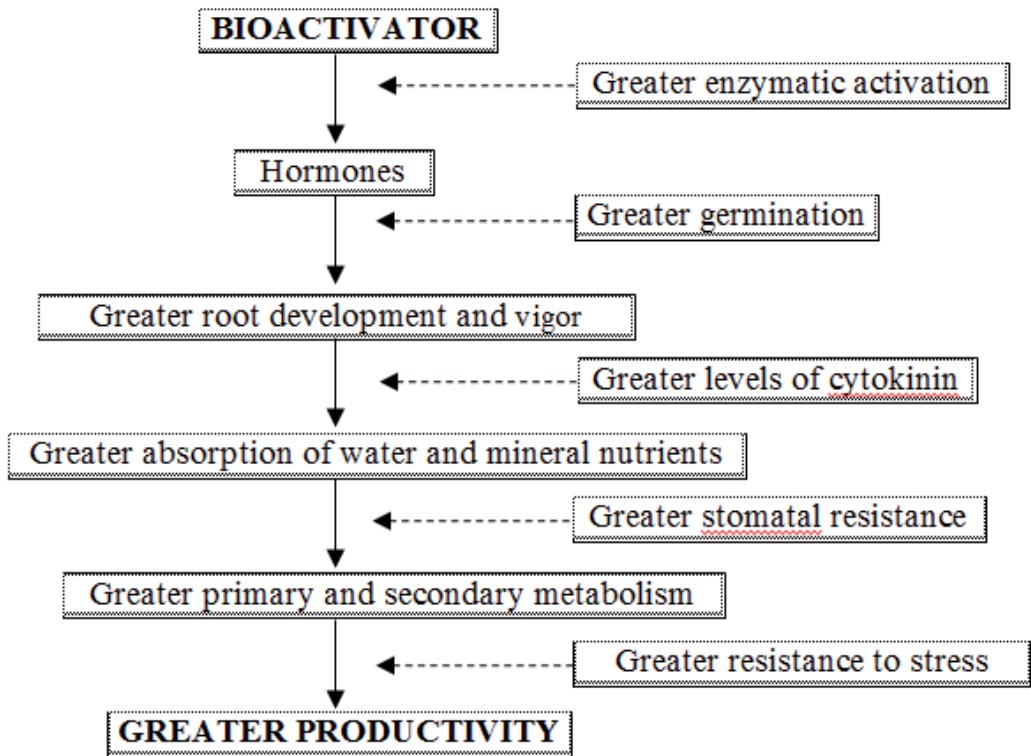 BIOACTIVATOR
Greater enzymatic activation
Hormones
Greater germination
Greater root development and vigor
Greater levels of cytokinin
Greater absorption of water and mineral nutrients
Greater stomatal resistance
Greater primary and secondary metabolism
Greater resistance to stress
GREATER PRODUCTIVITY